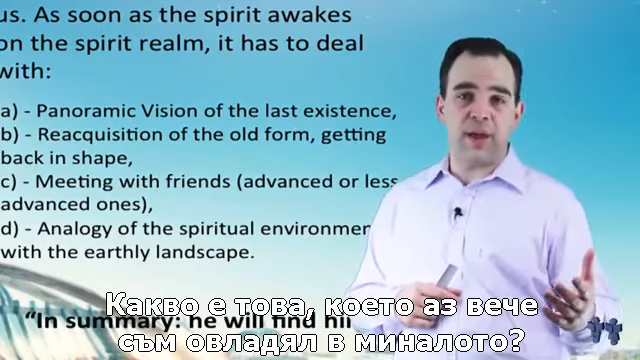 us. As soon as the spirit awakes
on the spirit realm, it has to deal
with:
a) - Panoramic Vision of the last existence,
b) - Reacquisition of the old form, getting
back in shape,
c) - Meeting with friends (advanced or less
advanced ones),
d) - Analogy of the spiritual environmen
with the earthly landscape.
“In summary: he will find
Какво е това, което аз вече
съм овладял в миналото?